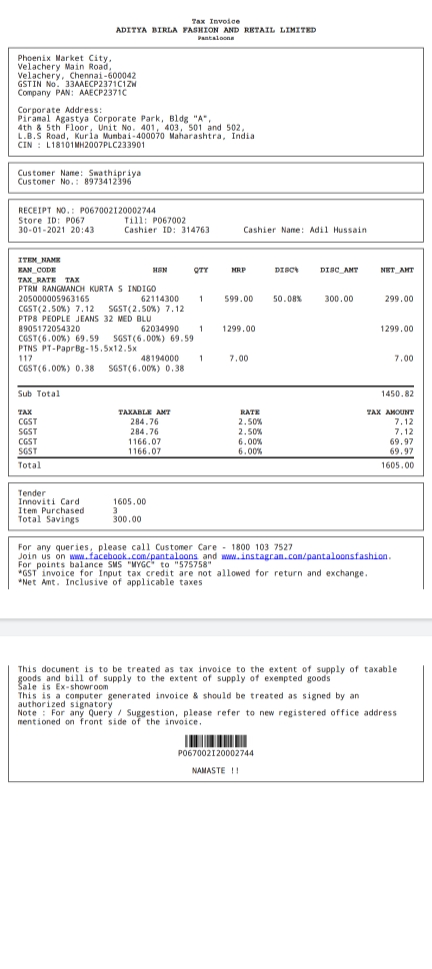 Tax Invoice
ADITYA BIRLA FASHION AND RETAIL LIMITED
Pantaloons
Phoenix Market City,
Velachery Main Road,
Velachery, Chennai-600042
GSTIN No. 33AAECP2371C1ZW
Company PAN: AAECP2371C
Corporate Address:
Piramal Agastya Corporate Park, Bldg "A",
4th & 5th Floor, Unit No. 401, 403, 501 and 502,
L.B.S Road, Kurla Mumbai-400070 Maharashtra, India
CIN : L18101MH2007PLC233901
Customer Name: Swathipriya
Customer No.: 8973412396
RECEIPT NO.: P067002I20002744
Store ID: P067 Till: P067002
30-01-2021 20:43 Cashier ID: 314763 Cashier Name: Adil Hussain
ITEM_NAME
EAN_CODE HSN QTY MRP DISC% DISC_AMT NET_AMT
TAX_RATE TAX
PTRM RANGMANCH KURTA S INDIGO
205000005963165 62114300 1 599.00 50.08% 300.00 299.00
CGST(2.50%) 7.12 SGST(2.50%) 7.12
PTP8 PEOPLE JEANS 32 MED BLU
8905172054320 62034990 1 1299.00 1299.00
CGST(6.00%) 69.59 SGST(6.00%) 69.59
PTNS PT-PaprBg-15.5x12.5x
117 48194000 1 7.00 7.00
CGST(6.00%) 0.38 SGST(6.00%) 0.38
Sub Total 1450.82
TAX TAXABLE AMT RATE TAX AMOUNT
CGST 284.76 2.50% 7.12
SGST 284.76 2.50% 7.12
CGST 1166.07 6.00% 69.97
SGST 1166.07 6.00% 69.97
Total 1605.00
Tender
Innoviti Card 1605.00
Item Purchased 3
Total Savings 300.00
For any queries, please call Customer Care - 1800 103 7527
Join us on www.facebook.com/pantaloons and www.instagram.com/pantaloonsfashion.
For points balance SMS "MYGC" to "575758"
*GST invoice for Input tax credit are not allowed for return and exchange.
*Net Amt. Inclusive of applicable taxes
This document is to be treated as tax invoice to the extent of supply of taxable
goods and bill of supply to the extent of supply of exempted goods
Sale is Ex-showroom
This is a computer generated invoice & should be treated as signed by an
authorized signatory
Note : For any Query / Suggestion, please refer to new registered office address
mentioned on front side of the invoice.
P067002I20002744
NAMASTE !!